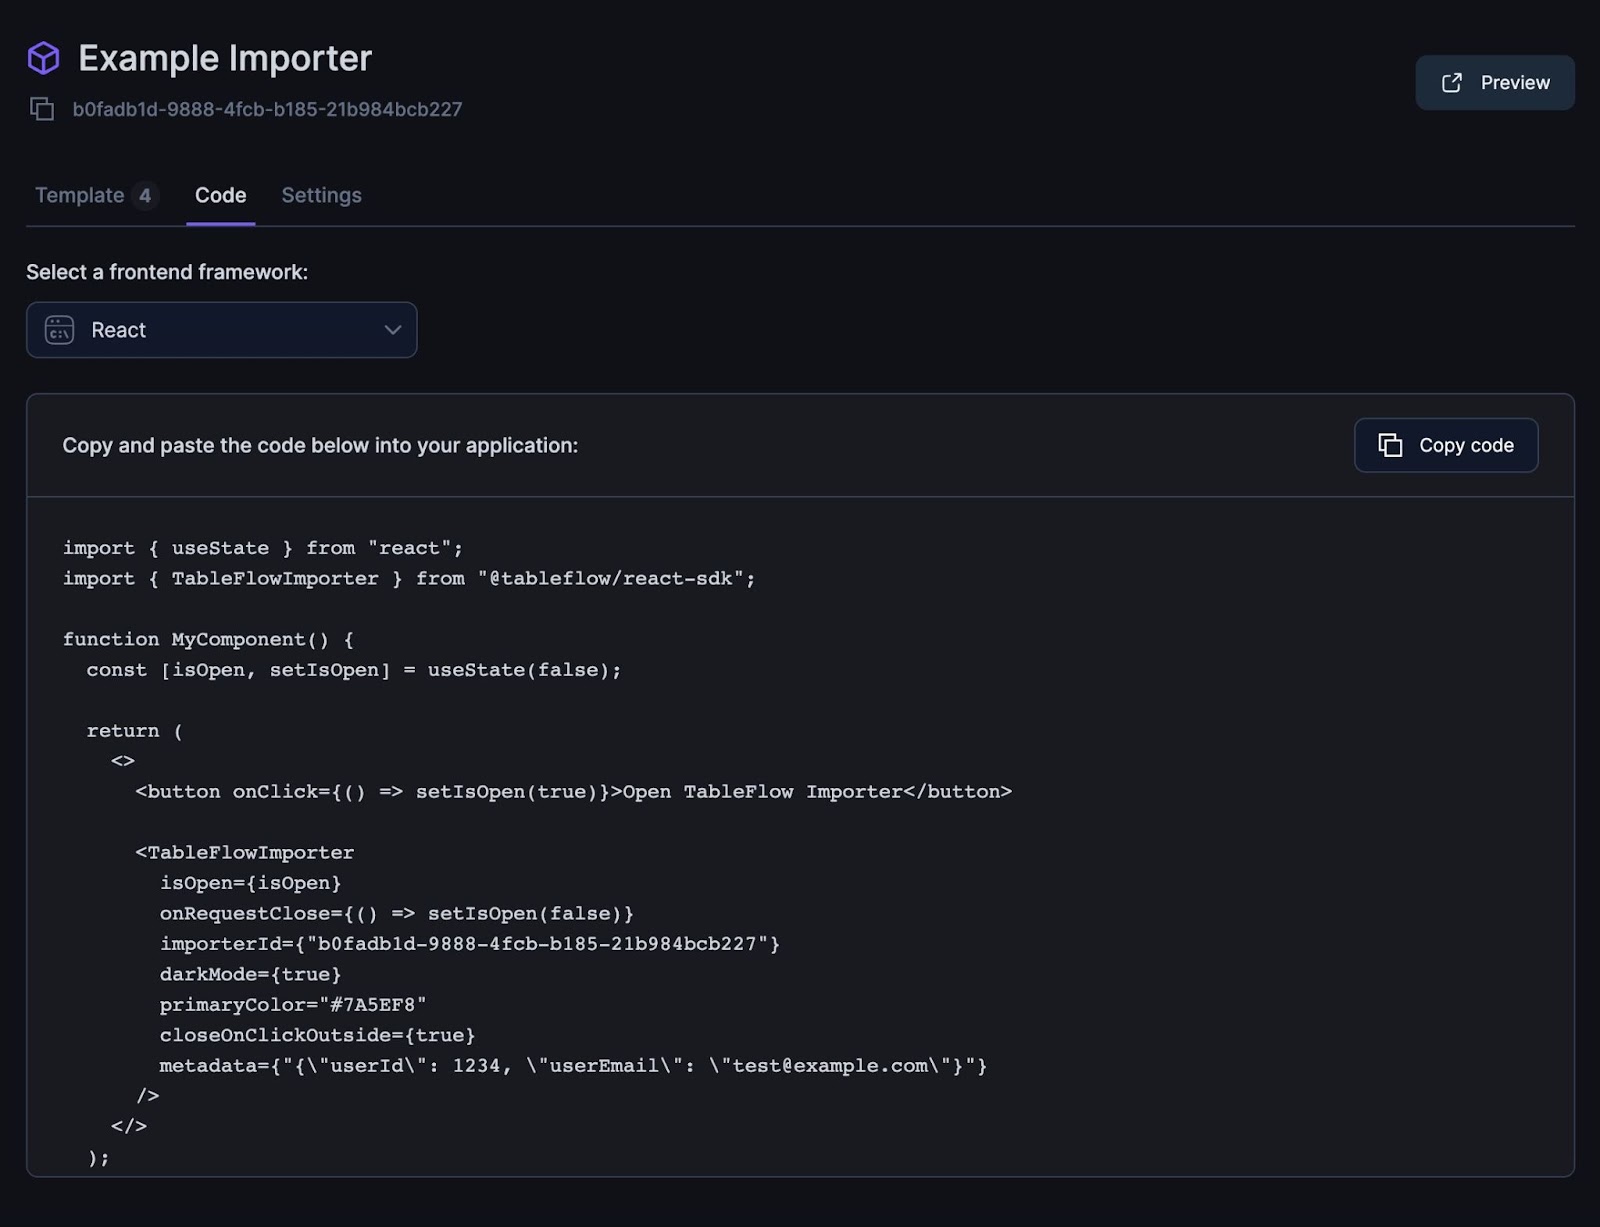 Example Importer
b0fadb1d-9888-4fcb-b185-21b984bcb227
Preview
Template 4 Code Settings
Select a frontend framework:
C:\ React
Copy and paste the code below into your application:
Copy code
import { useState } from "react";
import { TableFlowImporter } from "@tableflow/react-sdk";
function MyComponent() {
const [isOpen, setIsOpen] = useState(false);
return (
<>
<button onClick={() => setIsOpen(true)}>Open TableFlow Importer</button>
<TableFlowImporter
isOpen={isOpen}
onRequestClose={() => setIsOpen(false)}
importerId={"b0fadb1d-9888-4fcb-b185-21b984bcb227"}
darkMode={true}
primaryColor="#7A5EF8"
closeOnClickOutside={true}
metadata={"{\"userId\": 1234, \"userEmail\": \"test@example.com\"}"}
/>
</>
);